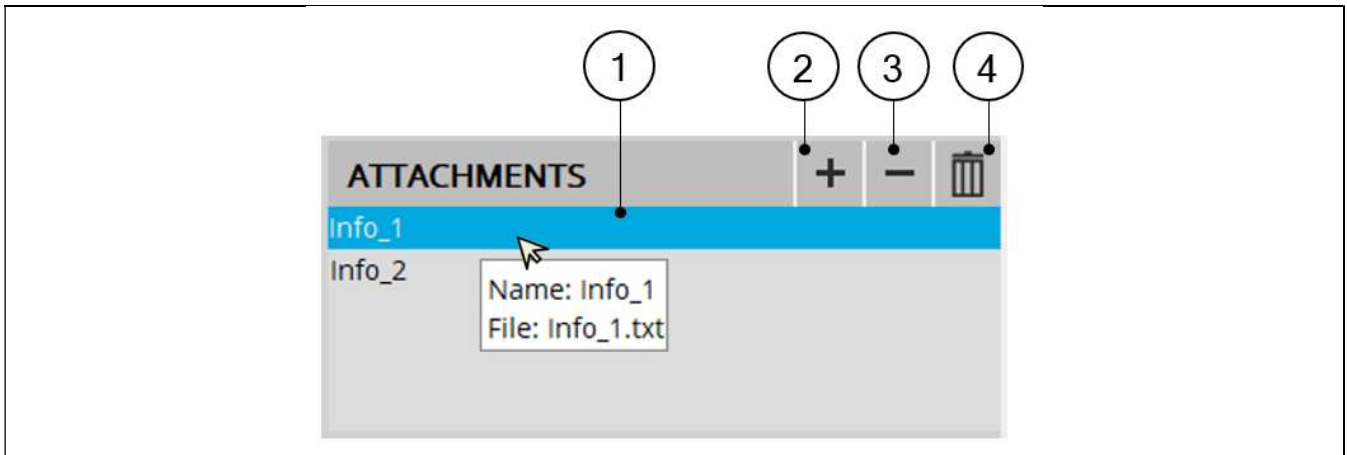 1 2 3 4
ATTACHMENTS + −
Info_1
Info_2
Name: Info_1
File: Info_1.txt